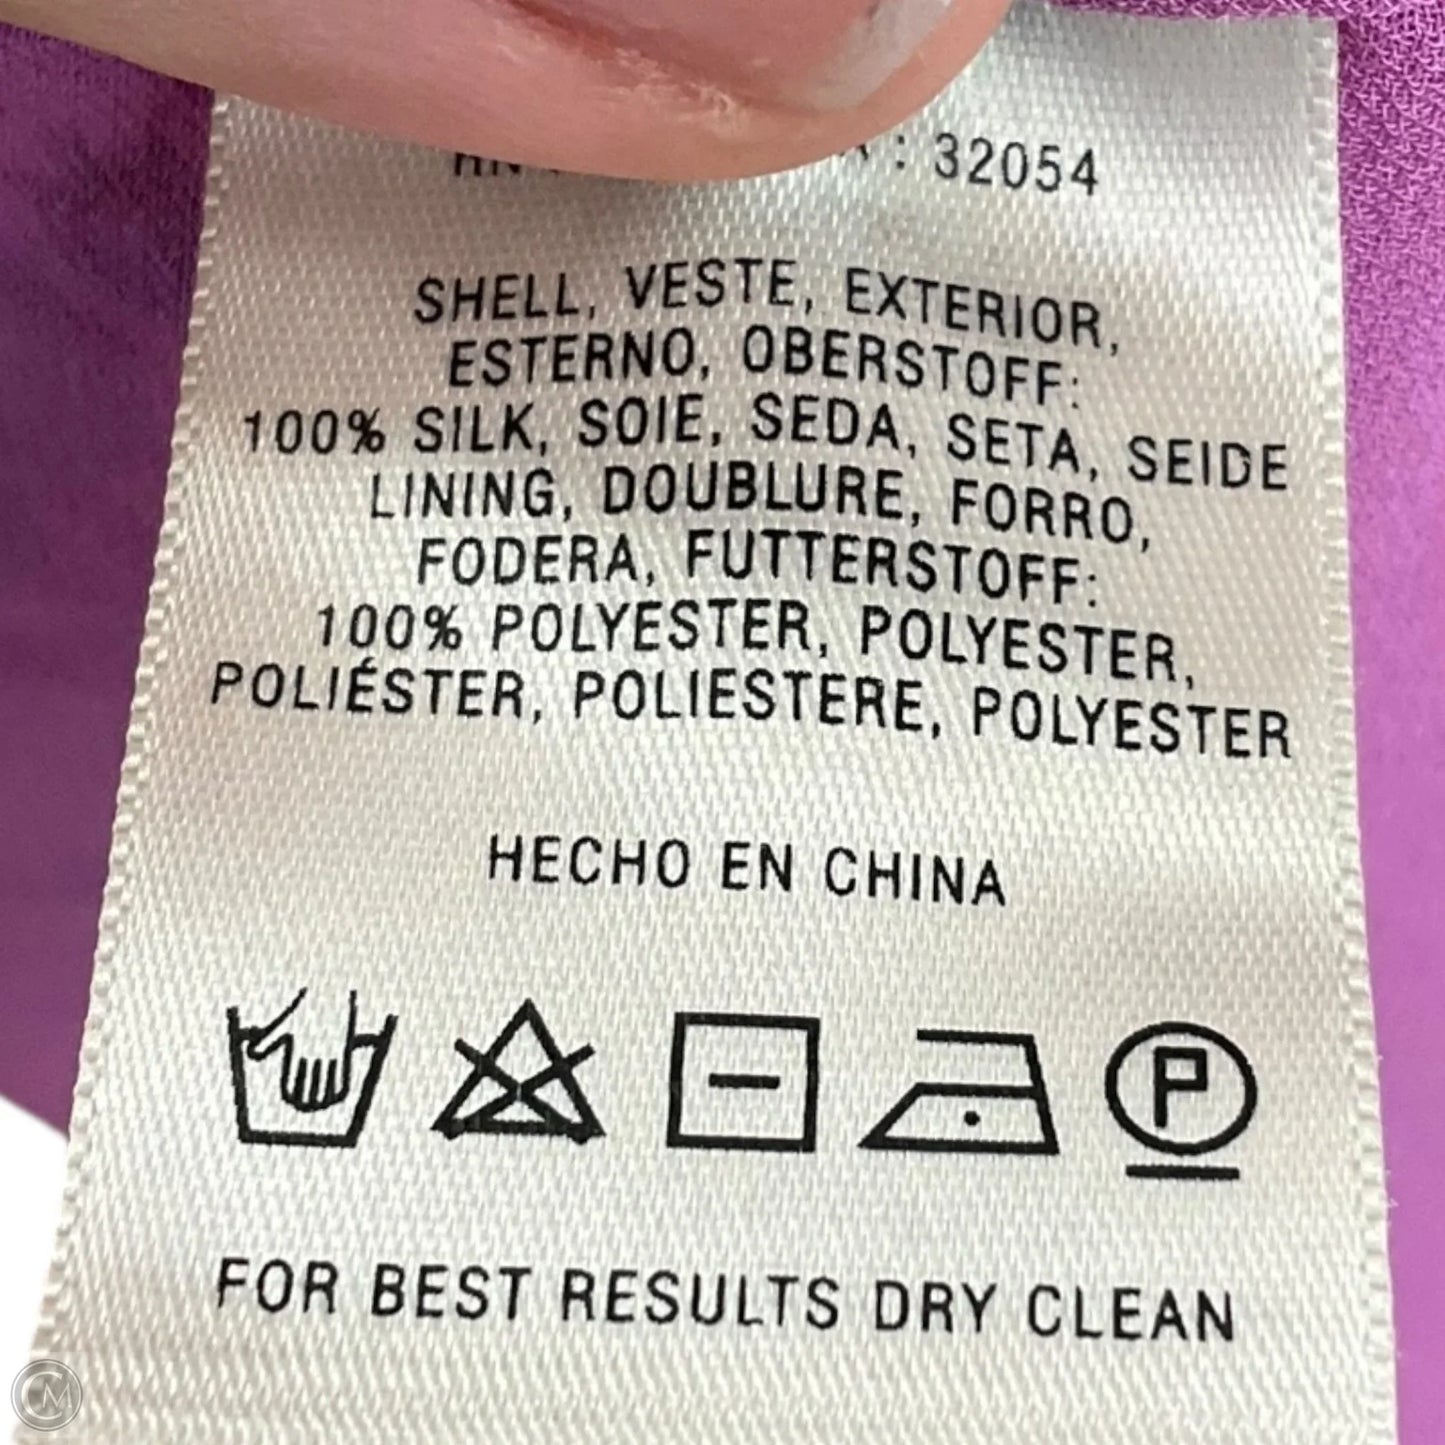 : 32054
SHELL, VESTE, EXTERIOR,
ESTERNO, OBERSTOFF:
100% SILK, SOIE, SEDA, SETA, SEIDE
LINING, DOUBLURE, FORRO,
FODERA, FUTTERSTOFF:
100% POLYESTER, POLYESTER,
POLIÉSTER, POLIESTERE, POLYESTER
HECHO EN CHINA
P
FOR BEST RESULTS DRY CLEAN
CM